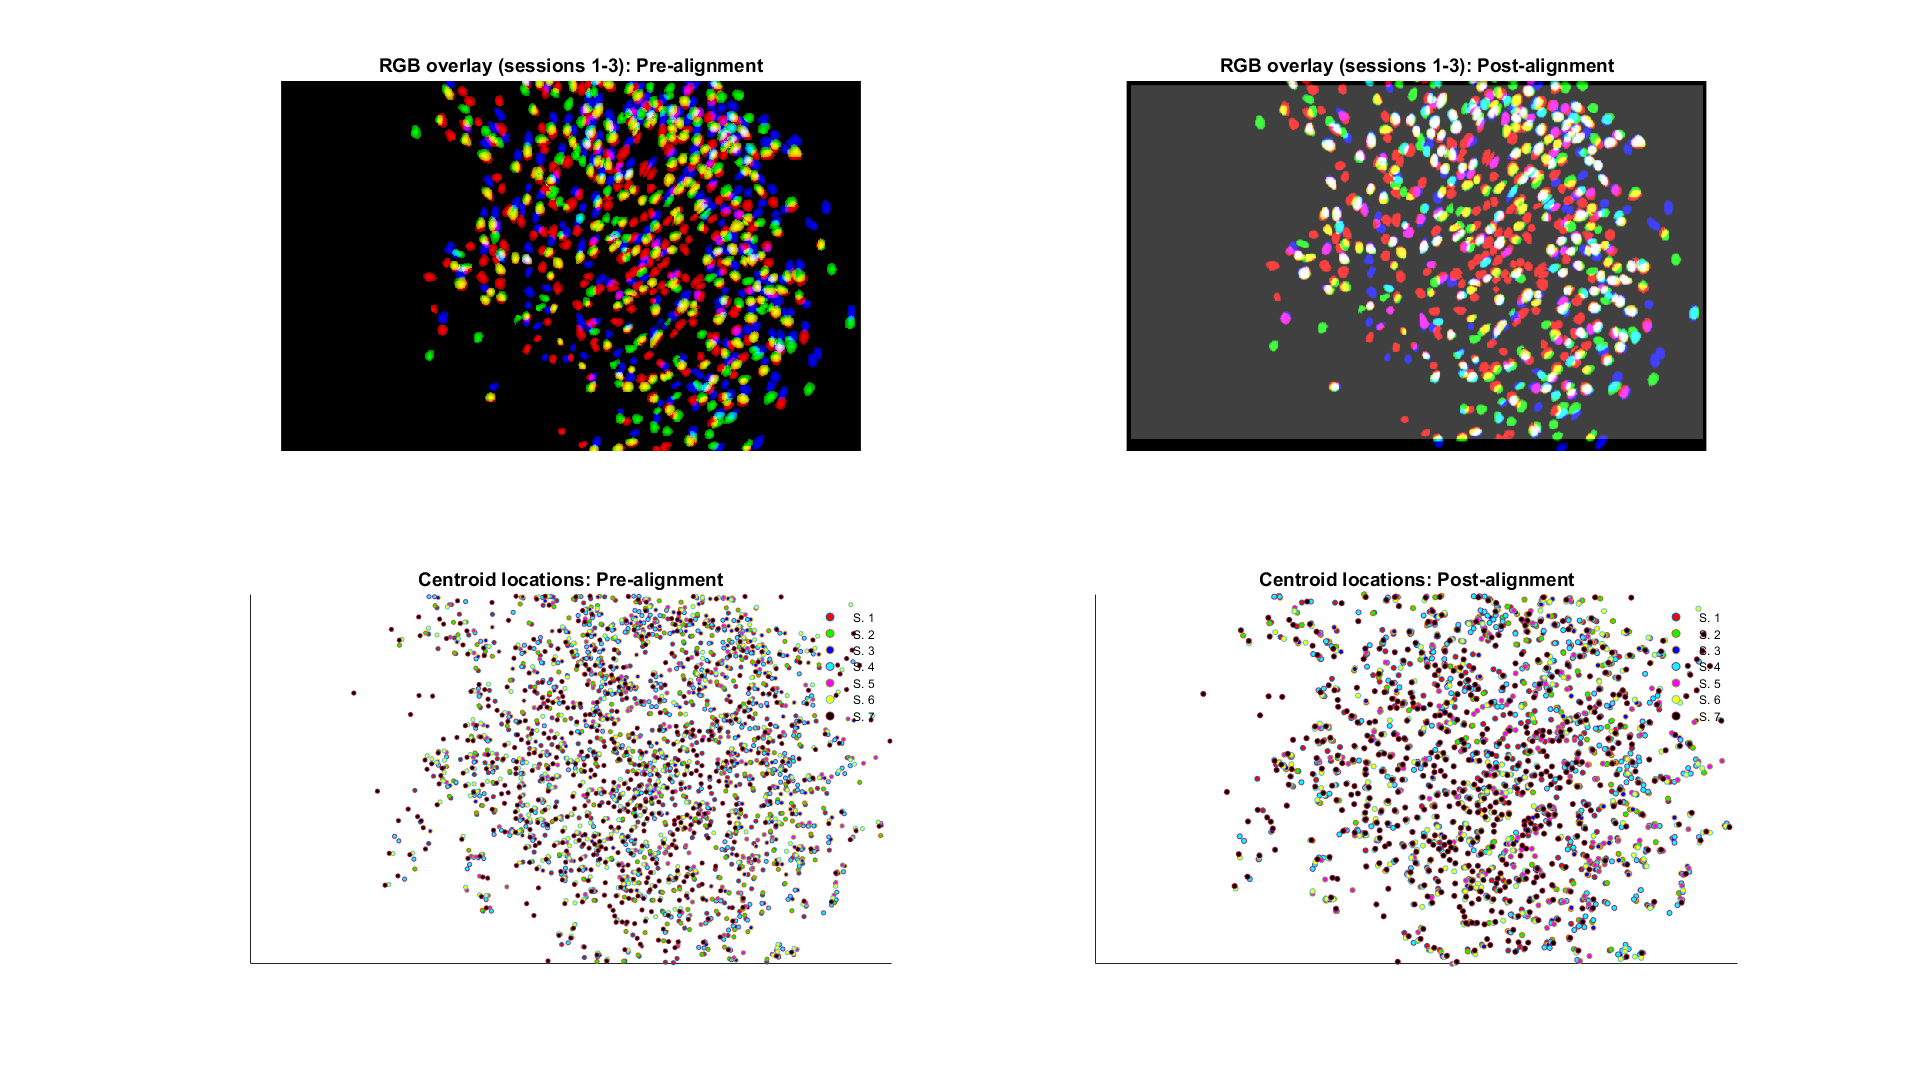 RGB overlay (sessions 1-3): Pre-alignment
RGB overlay (sessions 1-3): Post-alignment
Centroid locations: Pre-alignment
S. 1
S. 2
S. 3
S. 4
S. 5
S. 6
S. 7
Centroid locations: Post-alignment
S. 1
S. 2
S. 3
S. 4
S. 5
S. 6
S. 7